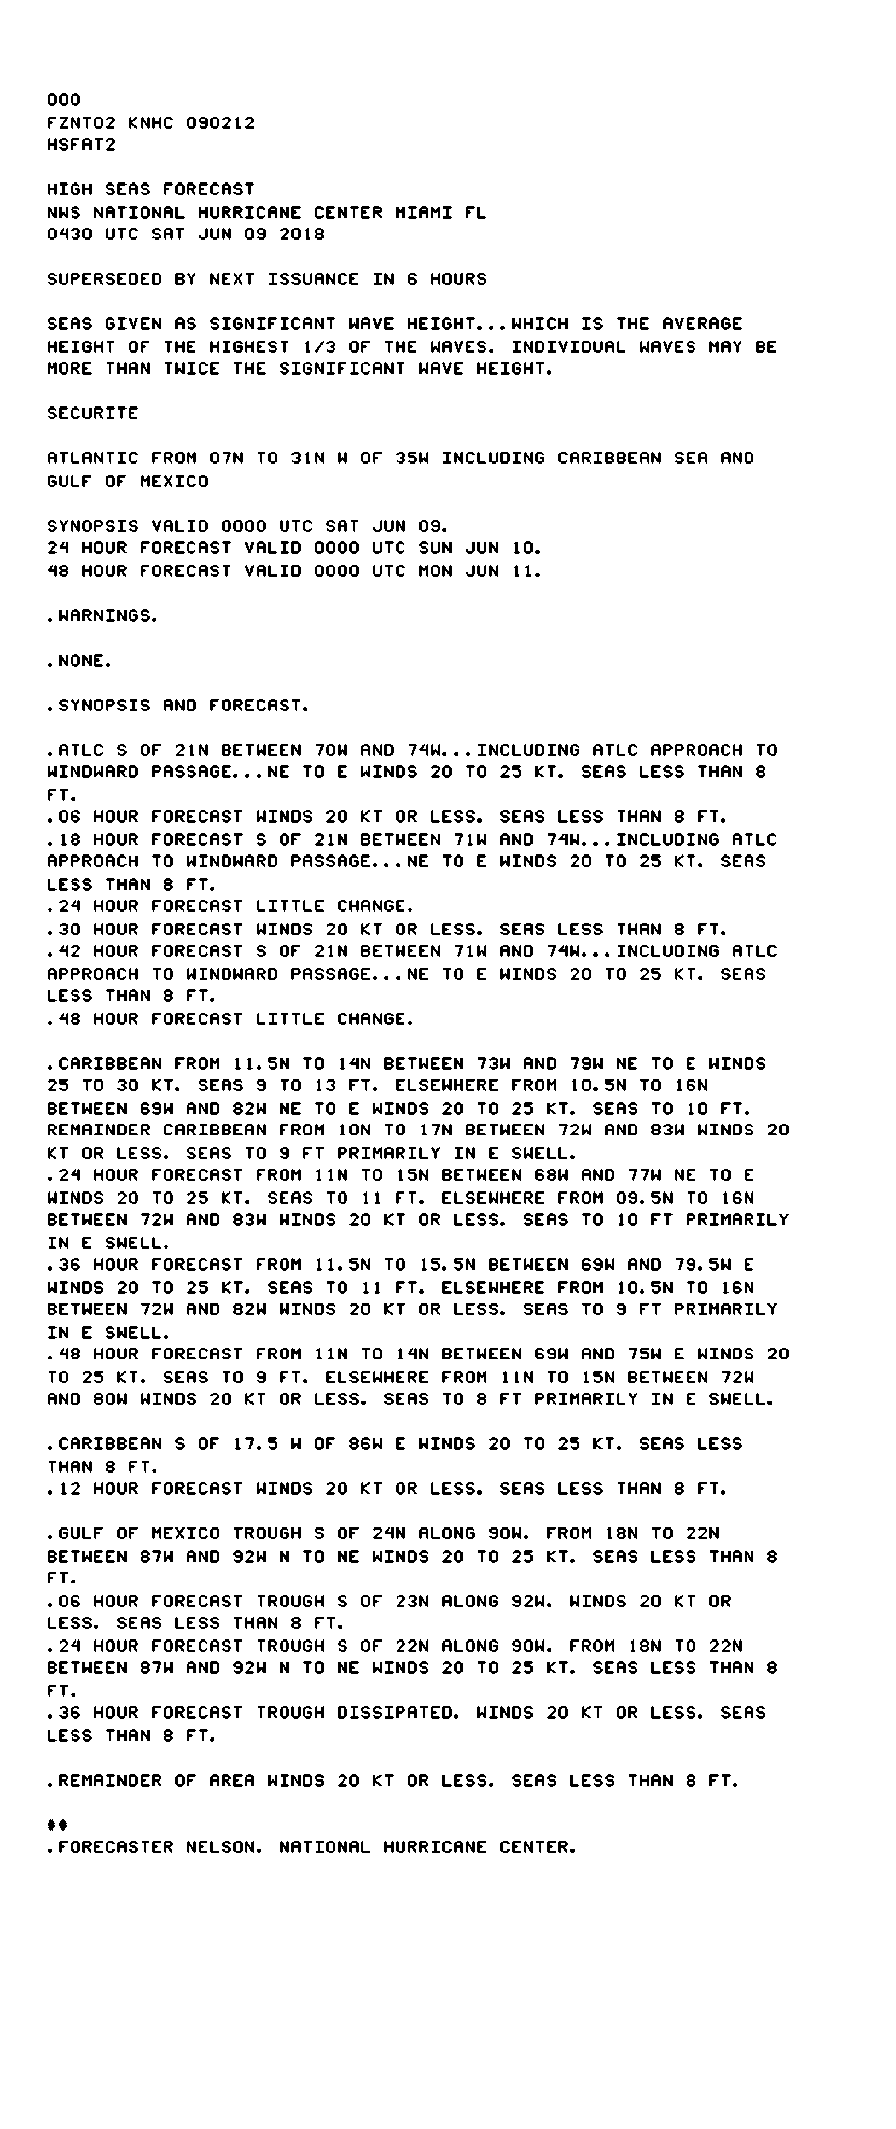 000
FZNT02 KNHC 090212
HSFAT2
HIGH SEAS FORECAST
NWS NATIONAL HURRICANE CENTER MIAMI FL
0430 UTC SAT JUN 09 2018
SUPERSEDED BY NEXT ISSUANCE IN 6 HOURS
SEAS GIVEN AS SIGNIFICANT WAVE HEIGHT...WHICH IS THE AVERAGE
HEIGHT OF THE HIGHEST 1/3 OF THE WAVES. INDIVIDUAL WAVES MAY BE
MORE THAN TWICE THE SIGNIFICANT WAVE HEIGHT.
SECURITE
ATLANTIC FROM 07N TO 31N W OF 35W INCLUDING CARIBBEAN SEA AND
GULF OF MEXICO
SYNOPSIS VALID 0000 UTC SAT JUN 09.
24 HOUR FORECAST VALID 0000 UTC SUN JUN 10.
48 HOUR FORECAST VALID 0000 UTC MON JUN 11.
.WARNINGS.
.NONE.
.SYNOPSIS AND FORECAST.
.ATLC S OF 21N BETWEEN 70W AND 74W...INCLUDING ATLC APPROACH TO
WINDWARD PASSAGE...NE TO E WINDS 20 TO 25 KT. SEAS LESS THAN 8
FT.
.06 HOUR FORECAST WINDS 20 KT OR LESS. SEAS LESS THAN 8 FT.
.18 HOUR FORECAST S OF 21N BETWEEN 71W AND 74W...INCLUDING ATLC
APPROACH TO WINDWARD PASSAGE...NE TO E WINDS 20 TO 25 KT. SEAS
LESS THAN 8 FT.
.24 HOUR FORECAST LITTLE CHANGE.
.30 HOUR FORECAST WINDS 20 KT OR LESS. SEAS LESS THAN 8 FT.
.42 HOUR FORECAST S OF 21N BETWEEN 71W AND 74W...INCLUDING ATLC
APPROACH TO WINDWARD PASSAGE...NE TO E WINDS 20 TO 25 KT. SEAS
LESS THAN 8 FT.
.48 HOUR FORECAST LITTLE CHANGE.
.CARIBBEAN FROM 11.5N TO 14N BETWEEN 73W AND 79W NE TO E WINDS
25 TO 30 KT. SEAS 9 TO 13 FT. ELSEWHERE FROM 10.5N TO 16N
BETWEEN 69W AND 82W NE TO E WINDS 20 TO 25 KT. SEAS TO 10 FT.
REMAINDER CARIBBEAN FROM 10N TO 17N BETWEEN 72W AND 83W WINDS 20
KT OR LESS. SEAS TO 9 FT PRIMARILY IN E SWELL.
.24 HOUR FORECAST FROM 11N TO 15N BETWEEN 68W AND 77W NE TO E
WINDS 20 TO 25 KT. SEAS TO 11 FT. ELSEWHERE FROM 09.5N TO 16N
BETWEEN 72W AND 83W WINDS 20 KT OR LESS. SEAS TO 10 FT PRIMARILY
IN E SWELL.
.36 HOUR FORECAST FROM 11.5N TO 15.5N BETWEEN 69W AND 79.5W E
WINDS 20 TO 25 KT. SEAS TO 11 FT. ELSEWHERE FROM 10.5N TO 16N
BETWEEN 72W AND 82W WINDS 20 KT OR LESS. SEAS TO 9 FT PRIMARILY
IN E SWELL.
.48 HOUR FORECAST FROM 11N TO 14N BETWEEN 69W AND 75W E WINDS 20
TO 25 KT. SEAS TO 9 FT. ELSEWHERE FROM 11N TO 15N BETWEEN 72W
AND 80W WINDS 20 KT OR LESS. SEAS TO 8 FT PRIMARILY IN E SWELL.
.CARIBBEAN S OF 17.5 W OF 86W E WINDS 20 TO 25 KT. SEAS LESS
THAN 8 FT.
.12 HOUR FORECAST WINDS 20 KT OR LESS. SEAS LESS THAN 8 FT.
.GULF OF MEXICO TROUGH S OF 24N ALONG 90W. FROM 18N TO 22N
BETWEEN 87W AND 92W N TO NE WINDS 20 TO 25 KT. SEAS LESS THAN 8
FT.
.06 HOUR FORECAST TROUGH S OF 23N ALONG 92W. WINDS 20 KT OR
LESS. SEAS LESS THAN 8 FT.
.24 HOUR FORECAST TROUGH S OF 22N ALONG 90W. FROM 18N TO 22N
BETWEEN 87W AND 92W N TO NE WINDS 20 TO 25 KT. SEAS LESS THAN 8
FT.
.36 HOUR FORECAST TROUGH DISSIPATED. WINDS 20 KT OR LESS. SEAS
LESS THAN 8 FT.
.REMAINDER OF AREA WINDS 20 KT OR LESS. SEAS LESS THAN 8 FT.
♦♦
.FORECASTER NELSON. NATIONAL HURRICANE CENTER.